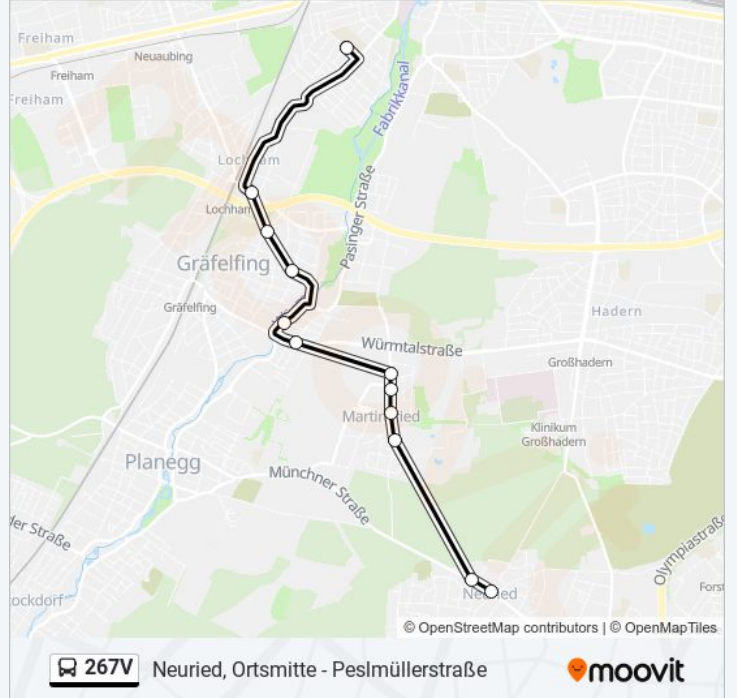 Freiham
Neuaubing
Freiham
Freiham
Fabrikkanal
Lochham
Lochham
Pasinger Straße
Gräfelfing
Gräfelfing
Hadern
Würmtalstraße
Großhadern
Martinsried
Klinikum
Großhadern
Planegg
Münchner Straße
der Straße
Olympiastraße
ockdorf
Neuried
Forst
© OpenStreetMap contributors | © OpenMapTiles
267V Neuried, Ortsmitte - Peslmüllerstraße
moovit